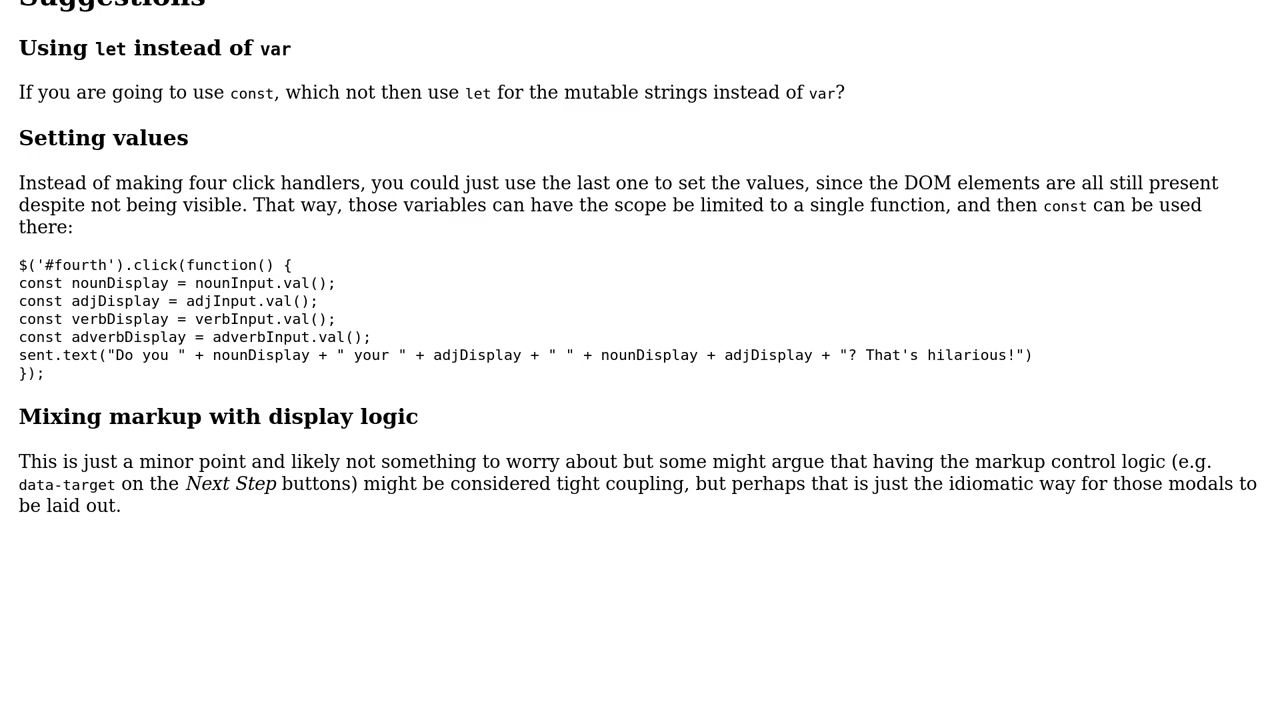 Suggestions
Using let instead of var
If you are going to use const, which not then use let for the mutable strings instead of var?
Setting values
Instead of making four click handlers, you could just use the last one to set the values, since the DOM elements are all still present
despite not being visible. That way, those variables can have the scope be limited to a single function, and then const can be used
there:
$('#fourth').click(function() {
const nounDisplay = nounInput.val();
const adjDisplay = adjInput.val();
const verbDisplay = verbInput.val();
const adverbDisplay = adverbInput.val();
sent.text("Do you " + nounDisplay + " your " + adjDisplay + " " + nounDisplay + adjDisplay + "? That's hilarious!")
});
Mixing markup with display logic
This is just a minor point and likely not something to worry about but some might argue that having the markup control logic (e.g.
data-target on the Next Step buttons) might be considered tight coupling, but perhaps that is just the idiomatic way for those modals to
be laid out.